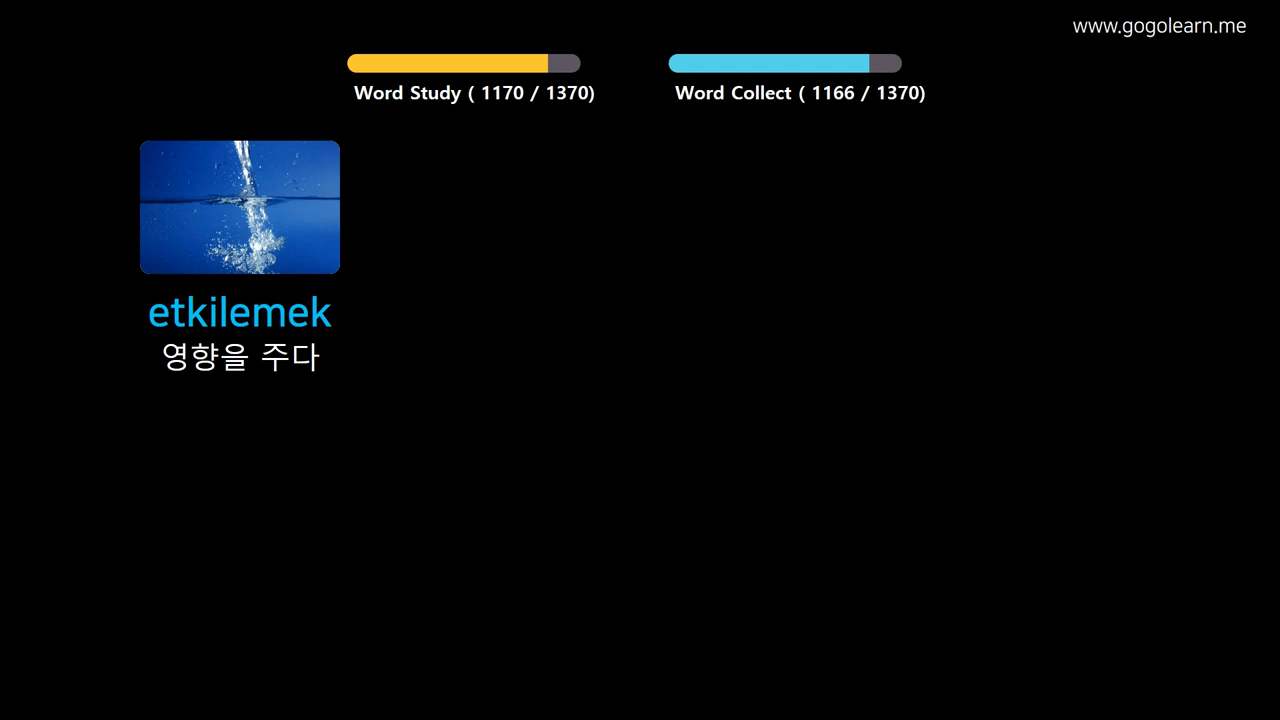 www.gogolearn.me
Word Study ( 1170 / 1370)
Word Collect ( 1166 / 1370)
etkilemek
영향을 주다